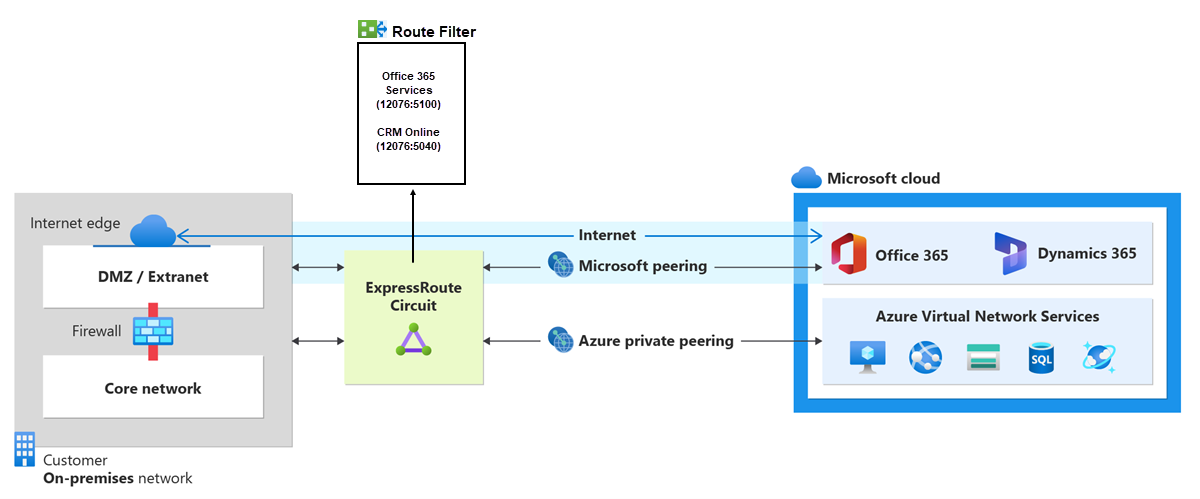 Route Filter
Office 365
Services
(12076:5100)
CRM Online
(12076:5040)
Microsoft cloud
Internet edge
Internet
DMZ / Extranet
Microsoft peering
Office 365
Dynamics 365
ExpressRoute
Circuit
Firewall
Azure private peering
Azure Virtual Network Services
SQL
Core network
Customer
On-premises network